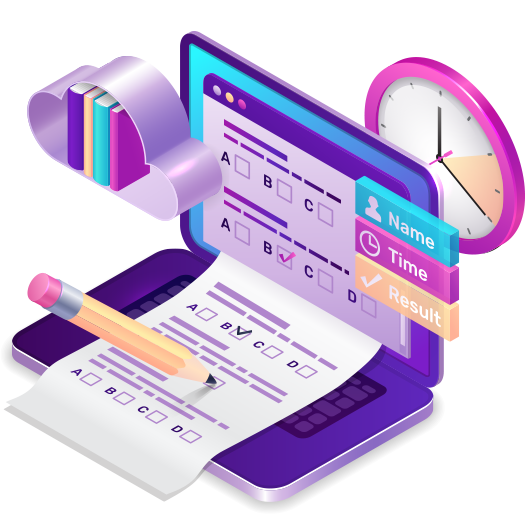 A B C
A B C D
Name
Time
Result
A B C D
A B C D